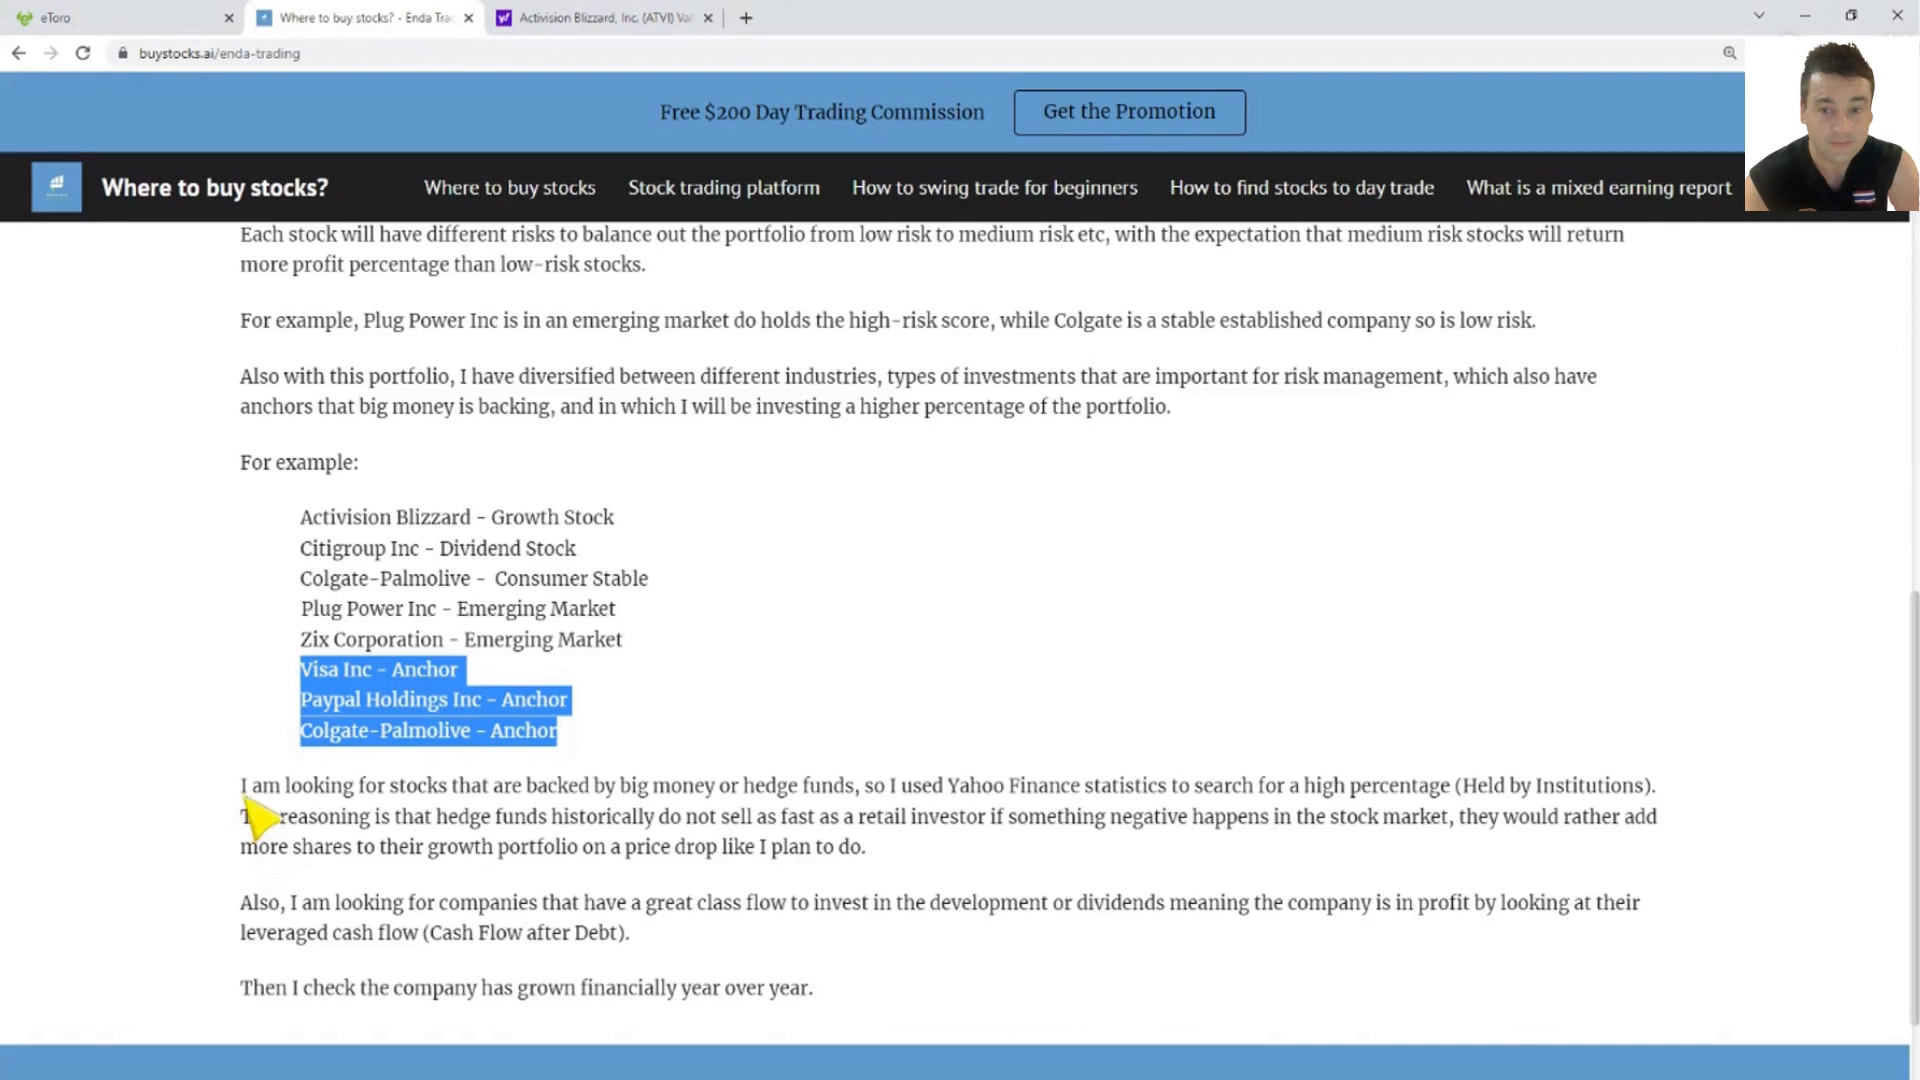 eToro
Where to buy stocks? - Enda Tra
Activision Blizzard, Inc. (ATVI) Va
buystocks.ai/enda-trading
Free $200 Day Trading Commission
Get the Promotion
Where to buy stocks?
Where to buy stocks
Stock trading platform
How to swing trade for beginners
How to find stocks to day trade
What is a mixed earning report
Each stock will have different risks to balance out the portfolio from low risk to medium risk etc, with the expectation that medium risk stocks will return
more profit percentage than low-risk stocks.
For example, Plug Power Inc is in an emerging market do holds the high-risk score, while Colgate is a stable established company so is low risk.
Also with this portfolio, I have diversified between different industries, types of investments that are important for risk management, which also have
anchors that big money is backing, and in which I will be investing a higher percentage of the portfolio.
For example:
Activision Blizzard - Growth Stock
Citigroup Inc - Dividend Stock
Colgate-Palmolive - Consumer Stable
Plug Power Inc - Emerging Market
Zix Corporation - Emerging Market
Visa Inc - Anchor
Paypal Holdings Inc - Anchor
Colgate-Palmolive - Anchor
I am looking for stocks that are backed by big money or hedge funds, so I used Yahoo Finance statistics to search for a high percentage (Held by Institutions).
reasoning is that hedge funds historically do not sell as fast as a retail investor if something negative happens in the stock market, they would rather add
more shares to their growth portfolio on a price drop like I plan to do.
Also, I am looking for companies that have a great class flow to invest in the development or dividends meaning the company is in profit by looking at their
leveraged cash flow (Cash Flow after Debt).
Then I check the company has grown financially year over year.